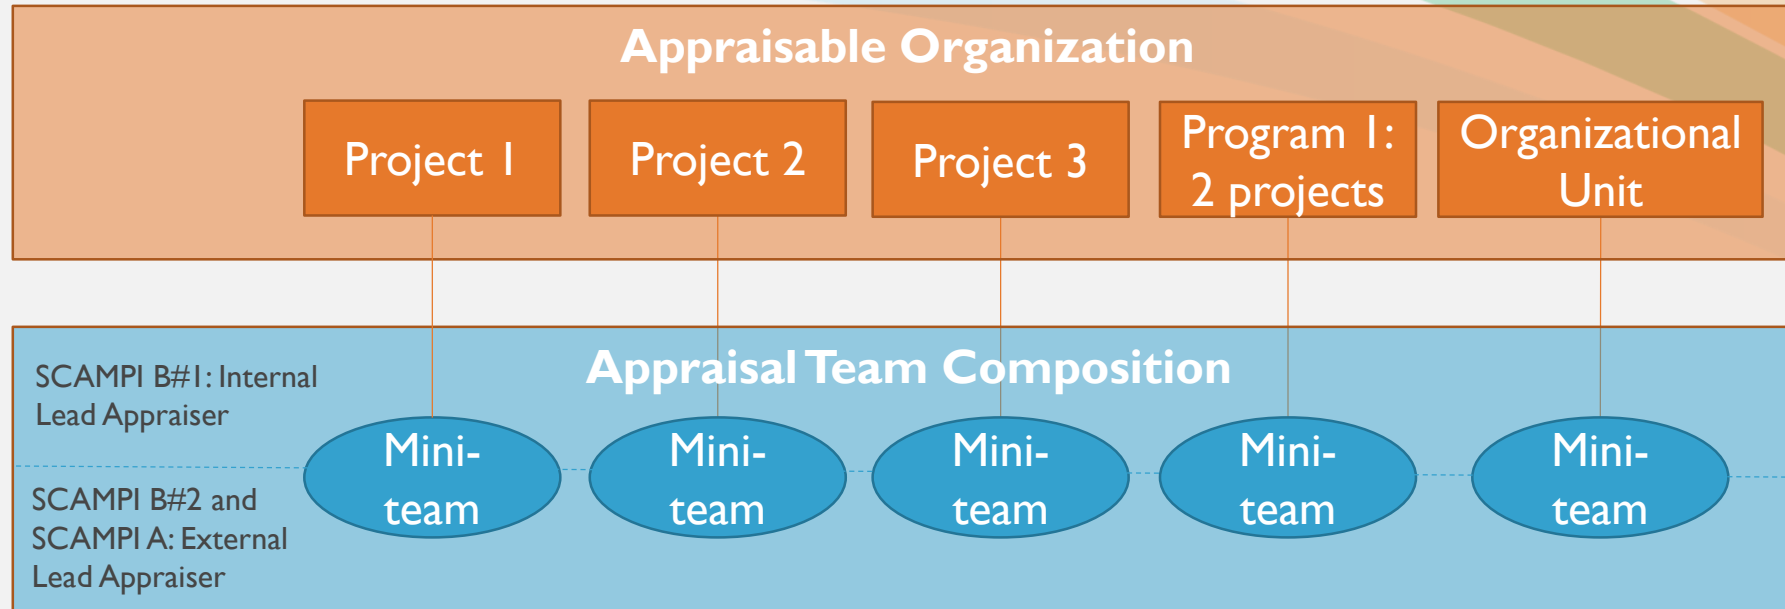 Appraisable Organization
Project 1
Project 2
Project 3
Program 1:
2 projects
Organizational
Unit
Appraisal Team Composition
SCAMPI B#1: Internal
Lead Appraiser
SCAMPI B#2 and
SCAMPI A: External
Lead Appraiser
Mini-
team
Mini-
team
Mini-
team
Mini-
team
Mini-
team